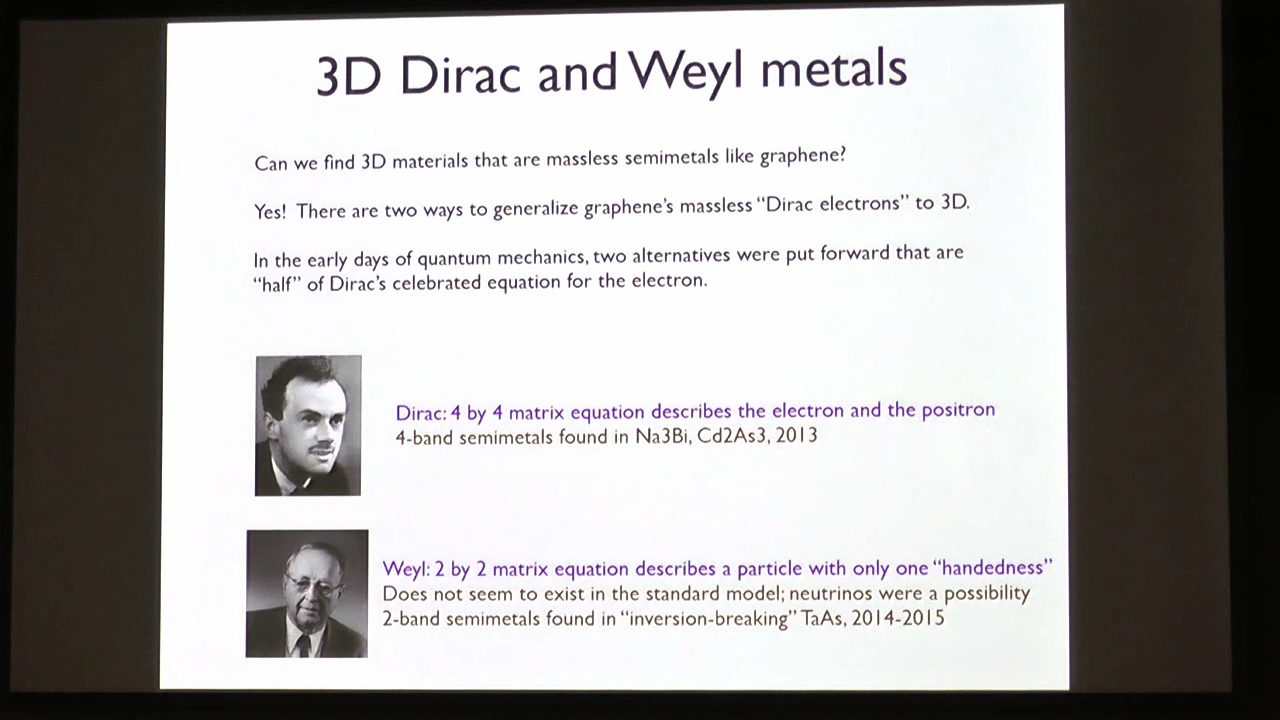 3D Dirac and Weyl metals
Can we find 3D materials that are massless semimetals like graphene?
Yes!  There are two ways to generalize graphene's massless "Dirac electrons" to 3D.
In the early days of quantum mechanics, two alternatives were put forward that are
"half" of Dirac's celebrated equation for the electron.
Dirac: 4 by 4 matrix equation describes the electron and the positron
4-band semimetals found in Na3Bi, Cd2As3, 2013
Weyl: 2 by 2 matrix equation describes a particle with only one "handedness"
Does not seem to exist in the standard model; neutrinos were a possibility
2-band semimetals found in "inversion-breaking" TaAs, 2014-2015